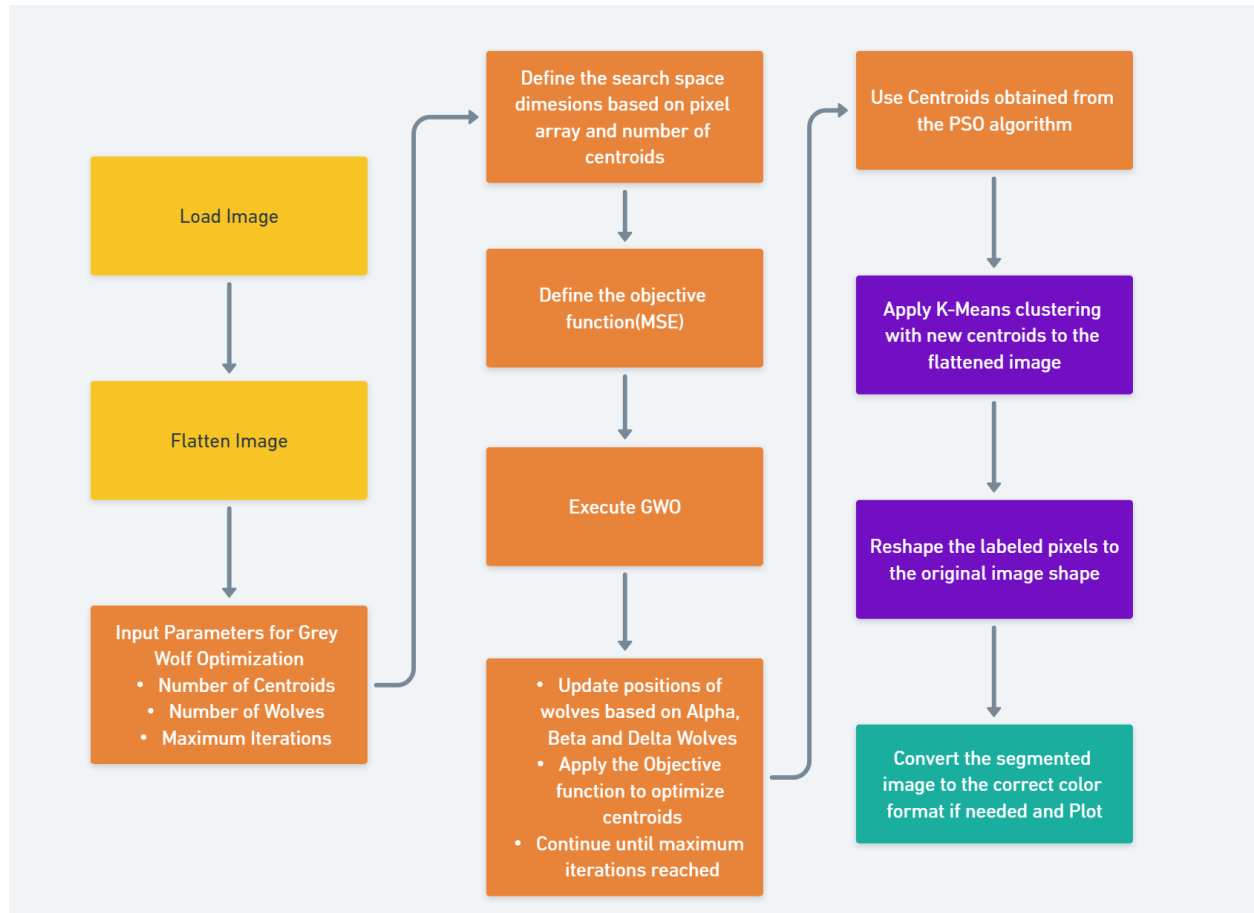 Load Image
Flatten Image
Input Parameters for Grey
Wolf Optimization
• Number of Centroids
• Number of Wolves
• Maximum Iterations
Define the search space
dimesions based on pixel
array and number of
centroids
Define the objective
function(MSE)
Execute GWO
• Update positions of
wolves based on Alpha,
Beta and Delta Wolves
• Apply the Objective
function to optimize
centroids
• Continue until maximum
iterations reached
Use Centroids obtained from
the PSO algorithm
Apply K-Means clustering
with new centroids to the
flattened image
Reshape the labeled pixels to
the original image shape
Convert the segmented
image to the correct color
format if needed and Plot